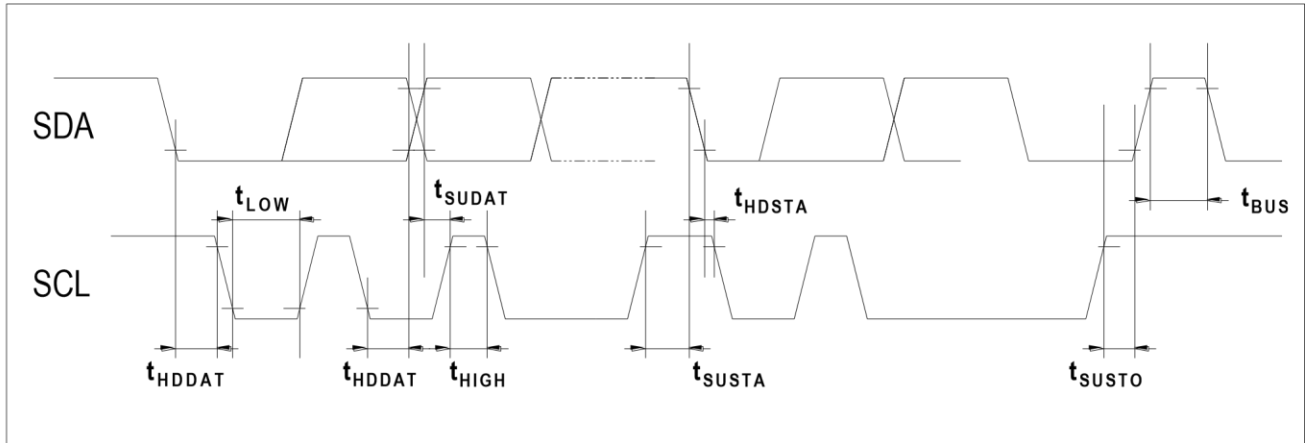 SDA
tLOW
tSUDAT
tHDSTA
tBUS
SCL
tHDDAT
tHDDAT
tHIGH
tSUSTA
tSUSTO